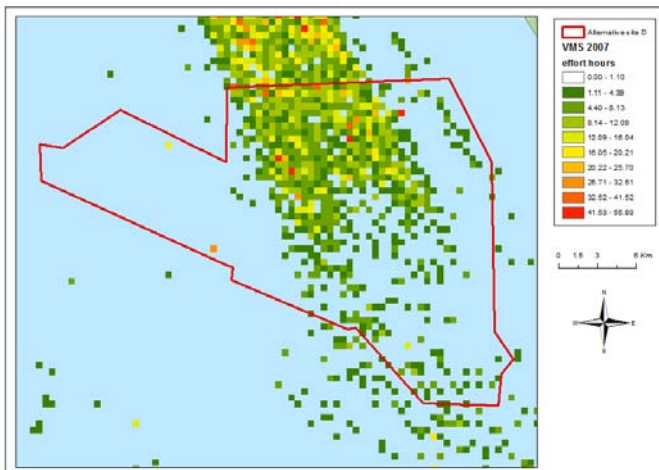 Alternative site D
VMS 2007
effort hours
0.00 - 1.10
1.11 - 4.39
4.40 - 8.13
8.14 - 12.08
12.09 - 16.04
16.05 - 20.21
20.22 - 25.70
25.71 - 32.51
32.52 - 41.52
41.53 - 55.89
0 1.5 3 6 Km
N
W E
S